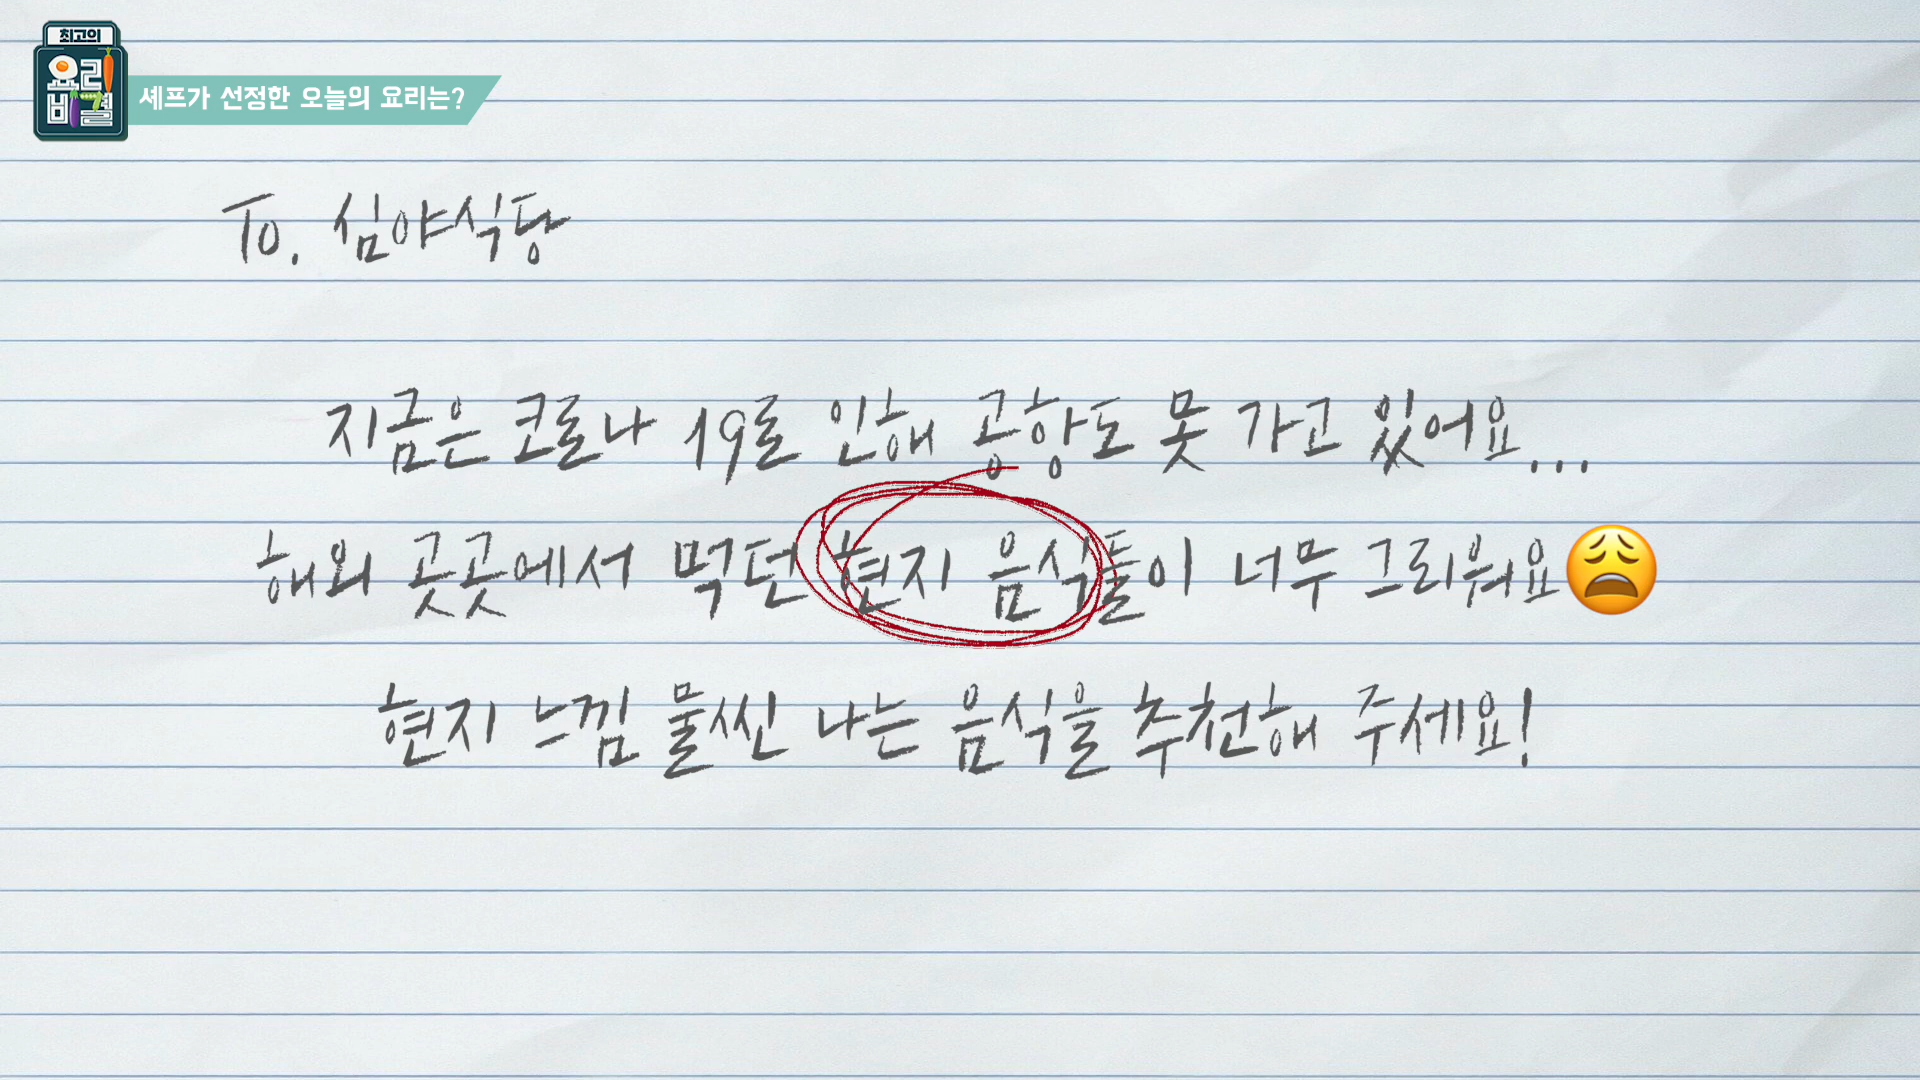 최고의
요리
비결
셰프가 선정한 오늘의 요리는?
To. 심야식당
지금은 코로나 19로 인해 공항도 못 가고 있어요...
해외 곳곳에서 먹던 현지 음식들이 너무 그리워요😩
현지 느낌 물씬 나는 음식을 추천해 주세요!